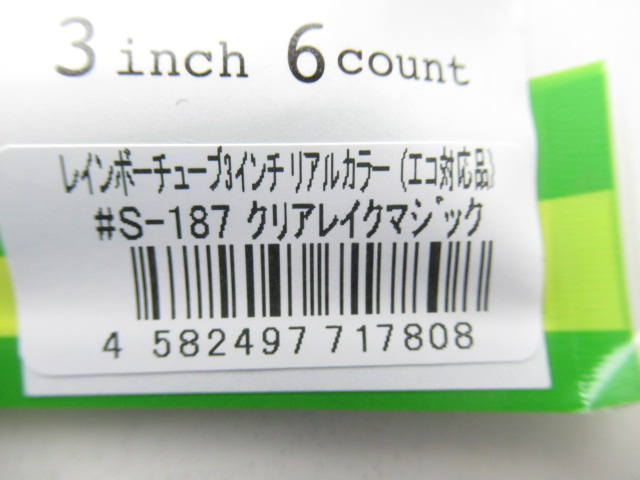 3 inch 6 count
ﾚｲﾝﾎﾞｰﾁｭｰﾌﾞ3ｲﾝﾁ ﾘｱﾙｶﾗｰ (ｴｺ対応品)
#S-187 クリアレイクマジック
4 582497 717808